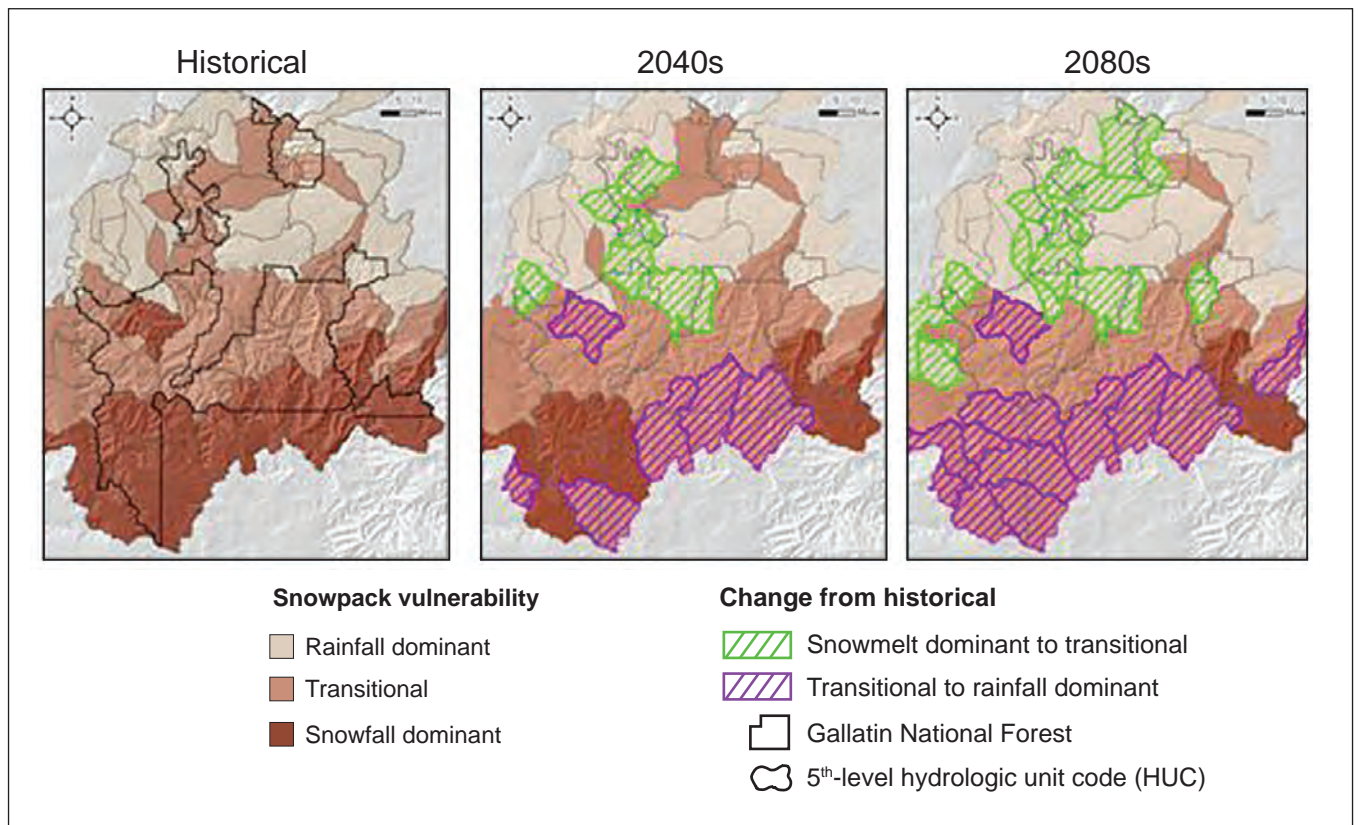 Historical
2040s
2080s
Snowpack vulnerability
Rainfall dominant
Transitional
Snowfall dominant
Change from historical
Snowmelt dominant to transitional
Transitional to rainfall dominant
Gallatin National Forest
5th-level hydrologic unit code (HUC)